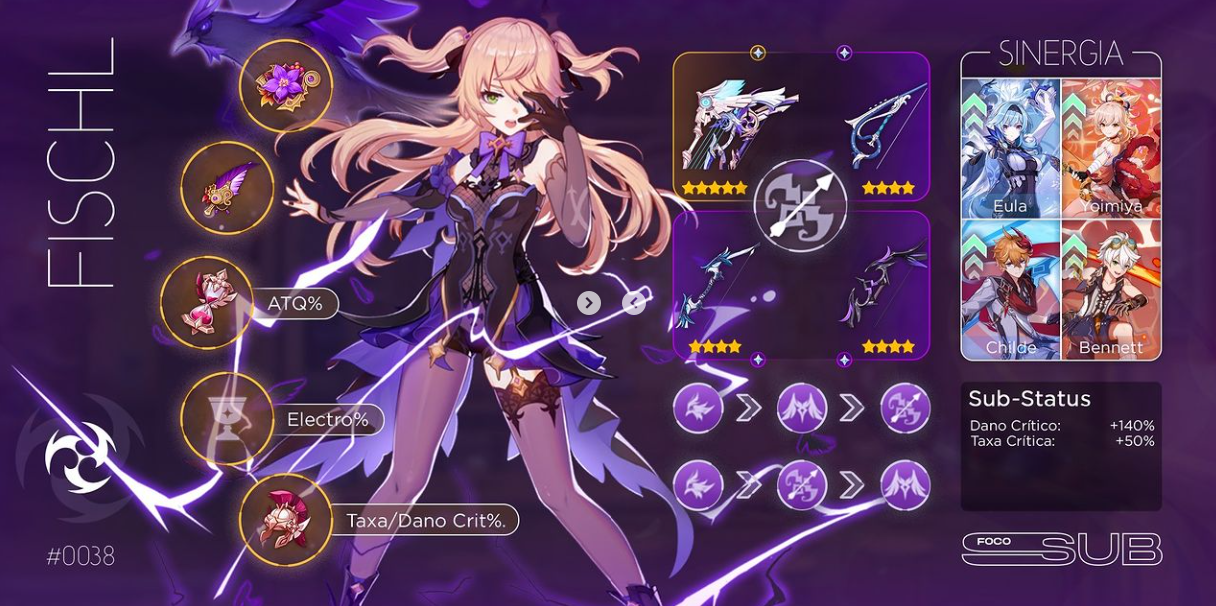 FISCHL
#0038
ATQ%
Electro%
Taxa/Dano Crit%.
SINERGIA
Eula
Yoimiya
Childe
Bennett
Sub-Status
Dano Crítico: +140%
Taxa Crítica: +50%
FOCO
SUB